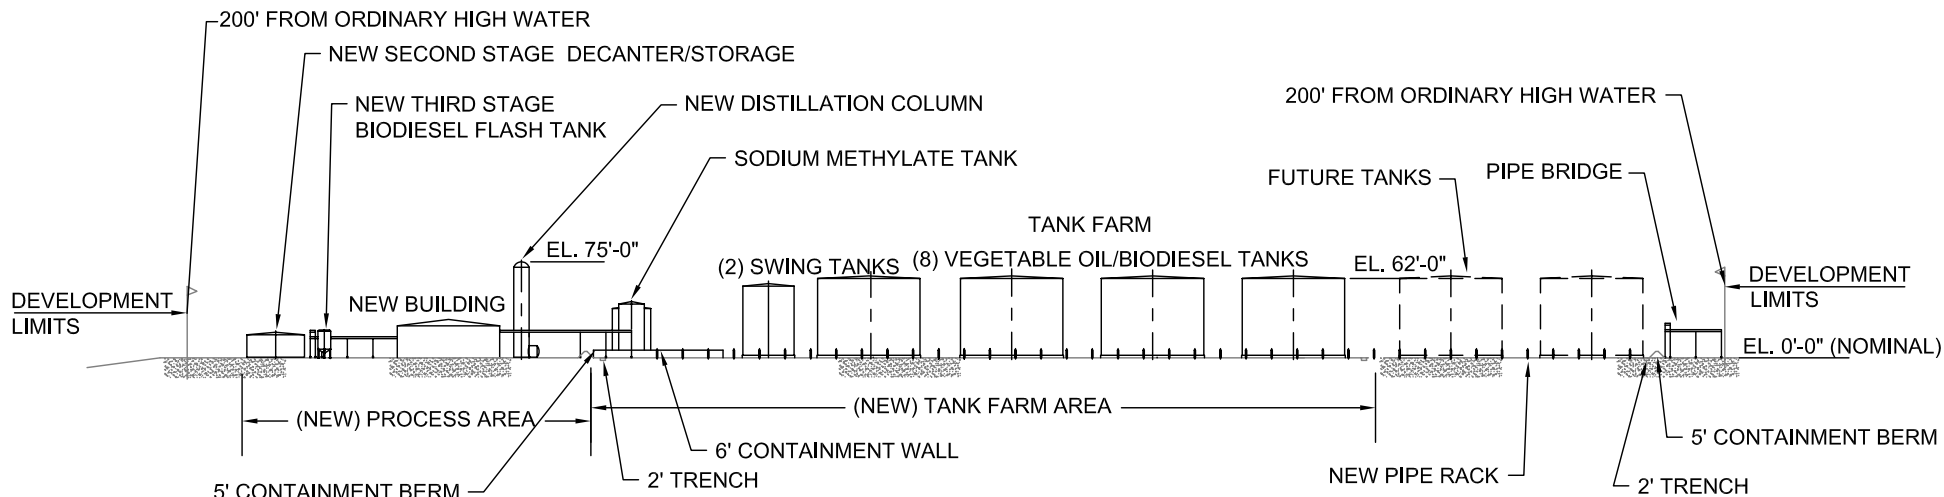 200' FROM ORDINARY HIGH WATER
NEW SECOND STAGE DECANTER/STORAGE
NEW THIRD STAGE
BIODIESEL FLASH TANK
NEW DISTILLATION COLUMN
200' FROM ORDINARY HIGH WATER
SODIUM METHYLATE TANK
FUTURE TANKS
PIPE BRIDGE
TANK FARM
(8) VEGETABLE OIL/BIODIESEL TANKS
EL. 75'-0"
(2) SWING TANKS
EL. 62'-0"
DEVELOPMENT
LIMITS
DEVELOPMENT
LIMITS
NEW BUILDING
EL. 0'-0" (NOMINAL)
(NEW) PROCESS AREA
(NEW) TANK FARM AREA
6' CONTAINMENT WALL
5' CONTAINMENT BERM
NEW PIPE RACK
2' TRENCH
2' TRENCH
5' CONTAINMENT BERM